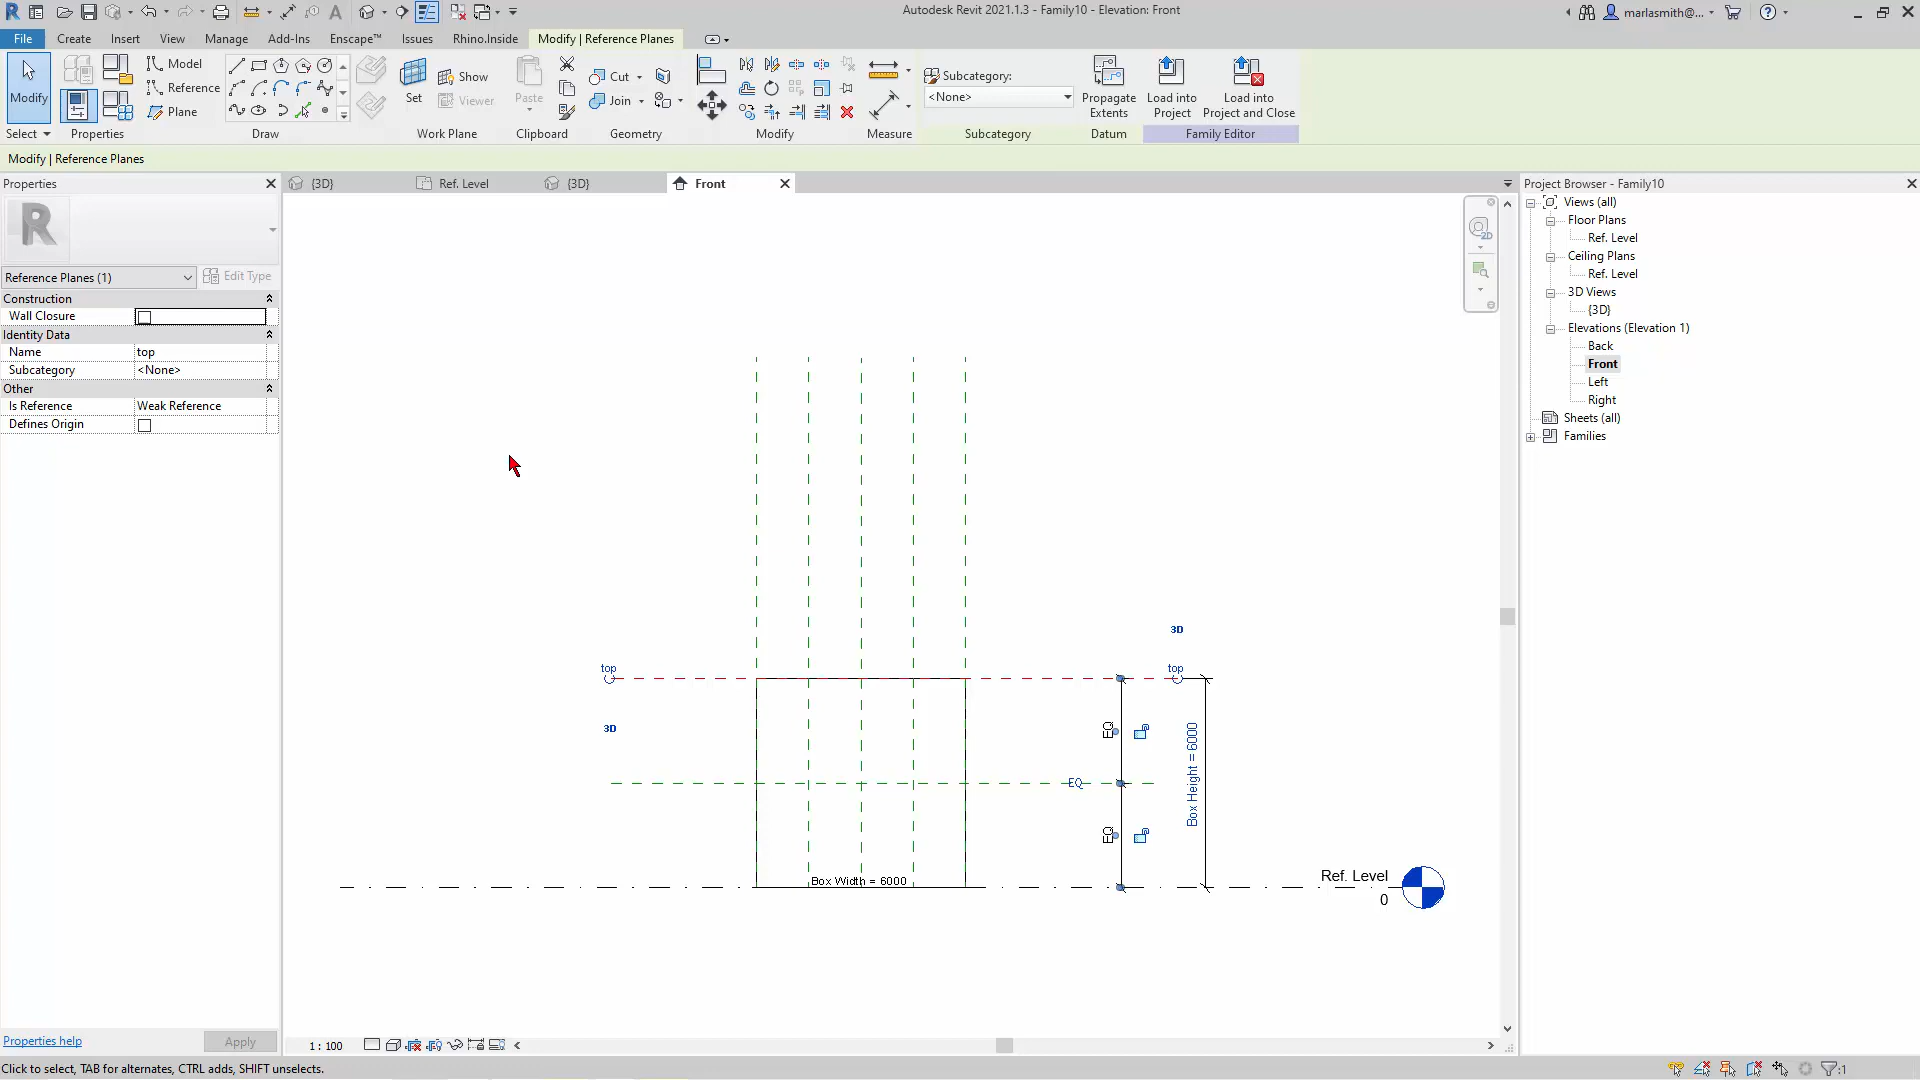 Autodesk Revit 2021.1.3 - Family10 - Elevation: Front
marlasmith@...
File
Create
Insert
View
Manage
Add-Ins
Enscape™
Issues
Rhino.Inside
Modify | Reference Planes
Modify
Model
Reference
Plane
Set
Show
Viewer
Paste
Cut
Join
Subcategory:
<None>
Propagate
Extents
Load into
Project
Load into
Project and Close
Select
Properties
Draw
Work Plane
Clipboard
Geometry
Modify
Measure
Subcategory
Datum
Family Editor
Modify | Reference Planes
Properties
{3D}
Ref. Level
{3D}
Front
Project Browser - Family10
R
Reference Planes (1)
Edit Type
Construction
Wall Closure
Identity Data
Name top
Subcategory <None>
Other
Is Reference Weak Reference
Defines Origin
Views (all)
Floor Plans
Ref. Level
Ceiling Plans
Ref. Level
3D Views
{3D}
Elevations (Elevation 1)
Back
Front
Left
Right
Sheets (all)
Families
2D
3D
top
top
3D
EQ
EQ
EQ
Box Height = 6000
Box Width = 6000
Ref. Level
0
Properties help
Apply
1 : 100
Click to select, TAB for alternates, CTRL adds, SHIFT unselects.
:1